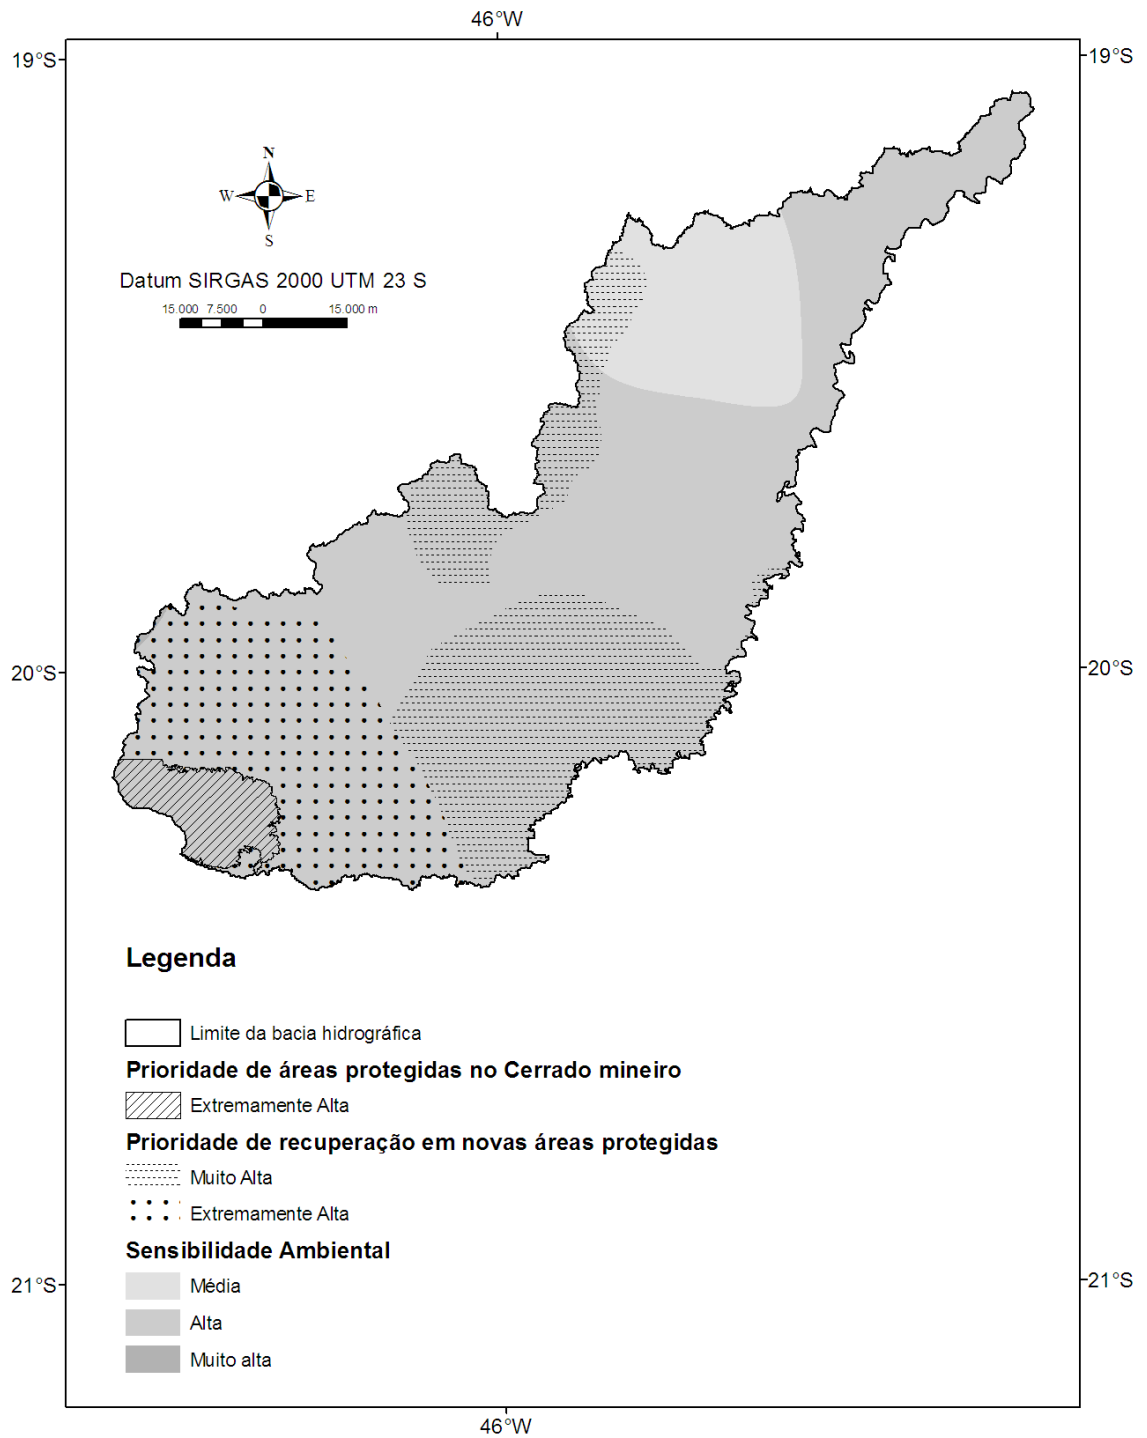 46°W
19°S
19°S
N
W
E
S
Datum SIRGAS 2000 UTM 23 S
15.000 7.500 0 15.000 m
20°S
20°S
Legenda
Limite da bacia hidrográfica
Prioridade de áreas protegidas no Cerrado mineiro
Extremamente Alta
Prioridade de recuperação em novas áreas protegidas
Muito Alta
Extremamente Alta
Sensibilidade Ambiental
21°S
21°S
Média
Alta
Muito alta
46°W